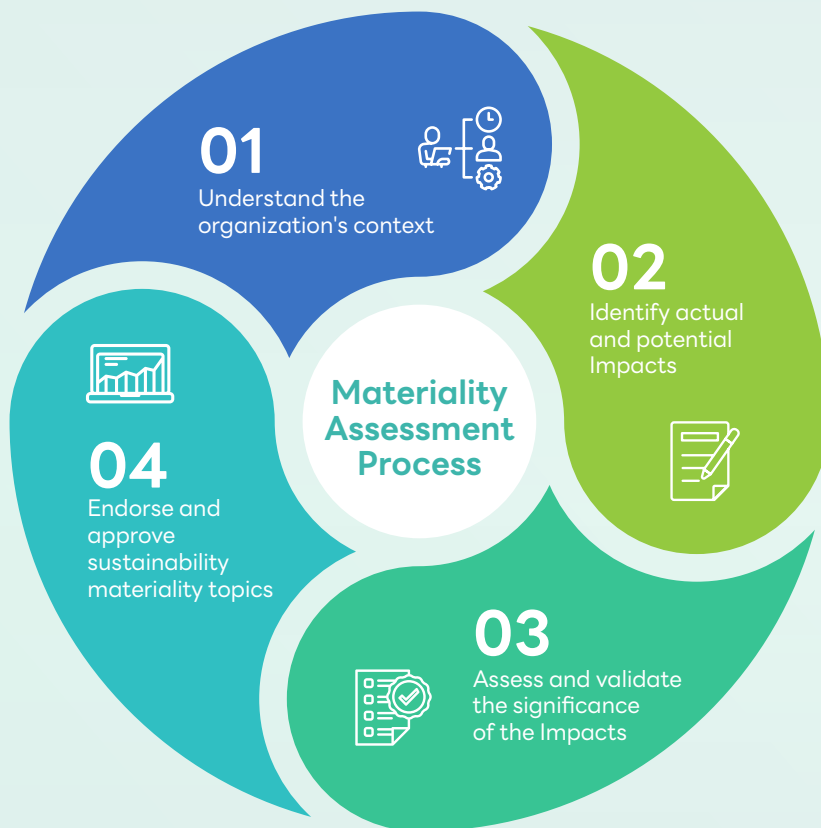 01
Understand the
organization's context
02
Identify actual
and potential
Impacts
Materiality
Assessment
Process
04
Endorse and
approve
sustainability
materiality topics
03
Assess and validate
the significance
of the Impacts